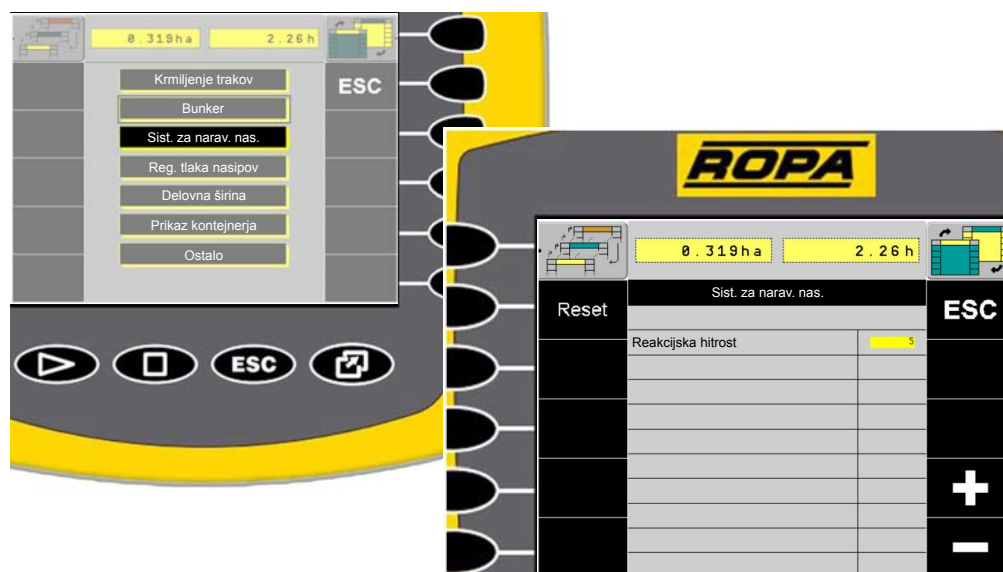 0.319ha 2.26h
Krmiljenje trakov
ESC
Bunker
Sist. za narav. nas.
Reg. tlaka nasipov
Delovna širina
Prikaz kontejnerja
Ostalo
ESC
ROPA
0.319ha 2.26h
Reset
Sist. za narav. nas.
ESC
Reakcijska hitrost 5
+
−